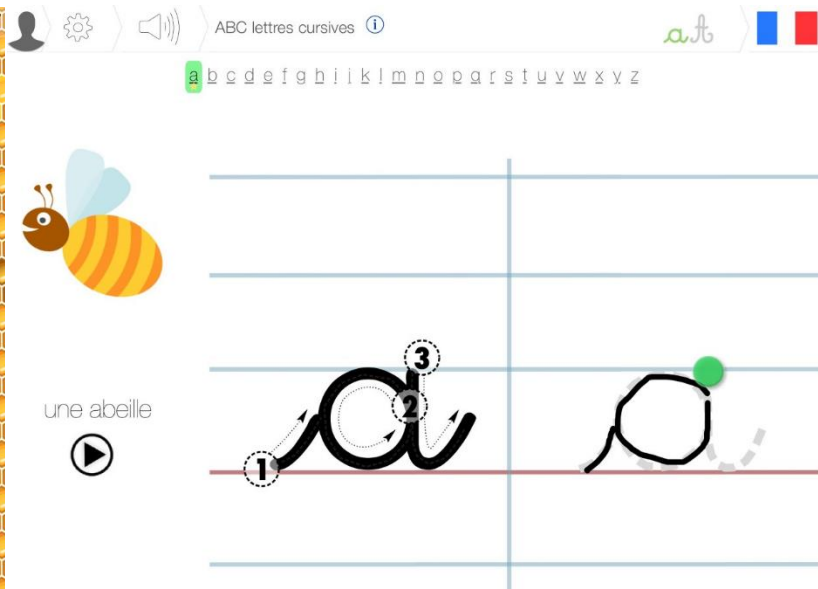 ABC lettres cursives i
a A
a b c d e f g h i j k l m n o p q r s t u v w x y z
3
2
une abeille
1
a a